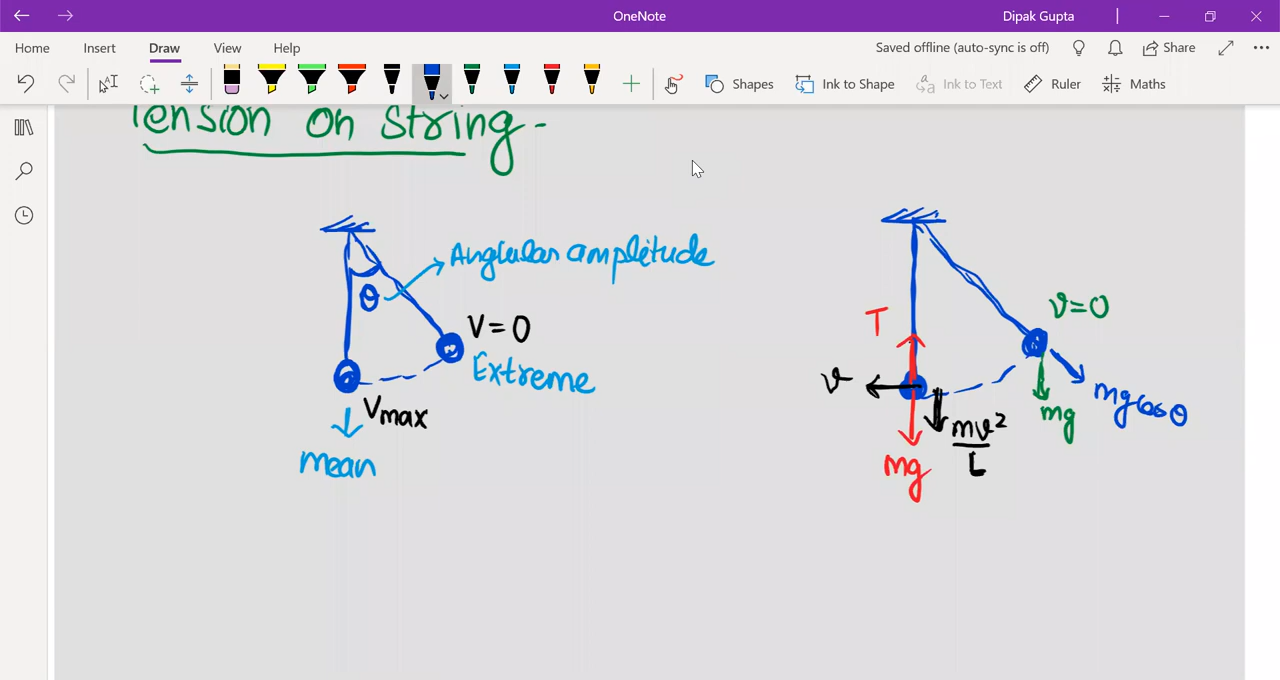 OneNote
Dipak Gupta
Home Insert Draw View Help
Saved offline (auto-sync is off)
Share
Shapes
Ink to Shape
Ink to Text
Ruler
Maths
Tension on string -
Angular amplitude
θ
V = 0
Extreme
Vmax
mean
T
v
mg
mv²
L
v=0
mg
mg cos θ